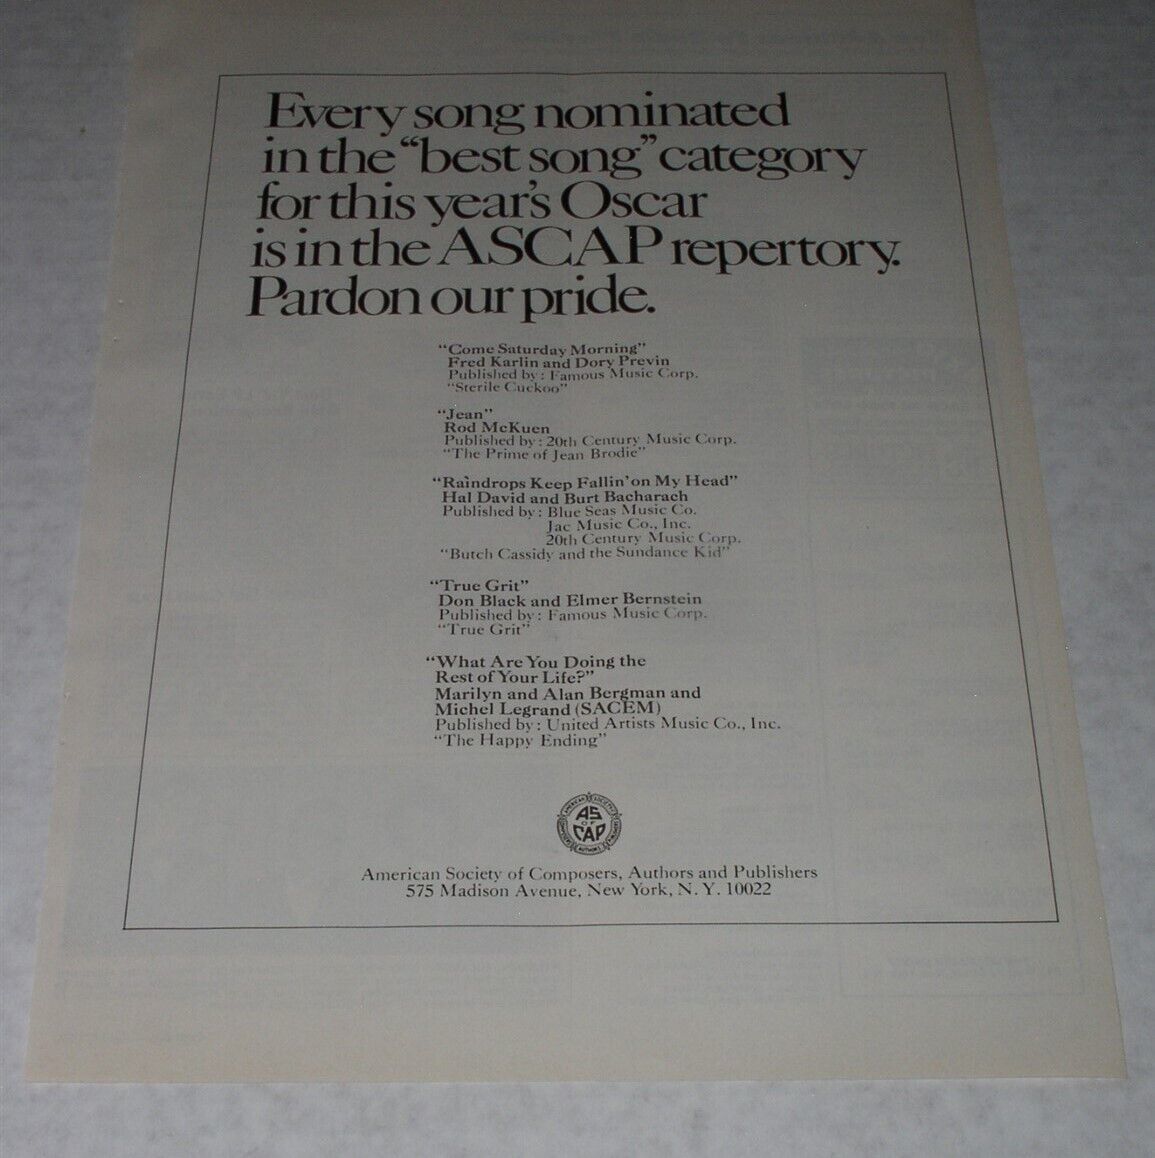 Every song nominated
in the “best song” category
for this year's Oscar
is in the ASCAP repertory.
Pardon our pride.
“Come Saturday Morning”
Fred Karlin and Dory Previn
Published by: Famous Music Corp.
“Sterile Cuckoo”
“Jean”
Rod McKuen
Published by: 20th Century Music Corp.
“The Prime of Jean Brodie”
“Raindrops Keep Fallin' on My Head”
Hal David and Burt Bacharach
Published by: Blue Seas Music Co.
Jac Music Co., Inc.
20th Century Music Corp.
“Butch Cassidy and the Sundance Kid”
“True Grit”
Don Black and Elmer Bernstein
Published by: Famous Music Corp.
“True Grit”
“What Are You Doing the
Rest of Your Life?”
Marilyn and Alan Bergman and
Michel Legrand (SACEM)
Published by: United Artists Music Co., Inc.
“The Happy Ending”
AS
OF
CAP
American Society of Composers, Authors and Publishers
575 Madison Avenue, New York, N. Y. 10022